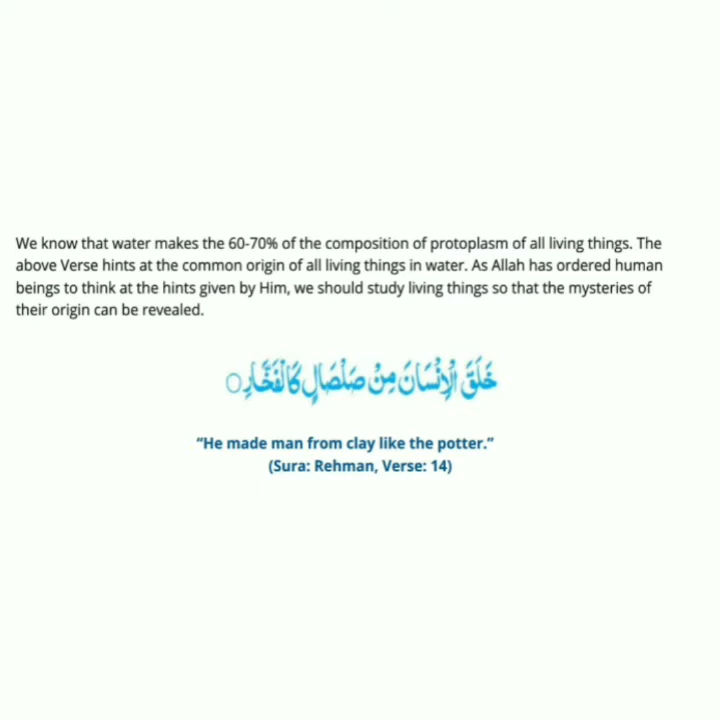 We know that water makes the 60-70% of the composition of protoplasm of all living things. The
above Verse hints at the common origin of all living things in water. As Allah has ordered human
beings to think at the hints given by Him, we should study living things so that the mysteries of
their origin can be revealed.
خَلَقَ الْاِنْسَانَ مِنْ صَلْصَالٍ كَالْفَخَّارِ○
“He made man from clay like the potter.”
(Sura: Rehman, Verse: 14)